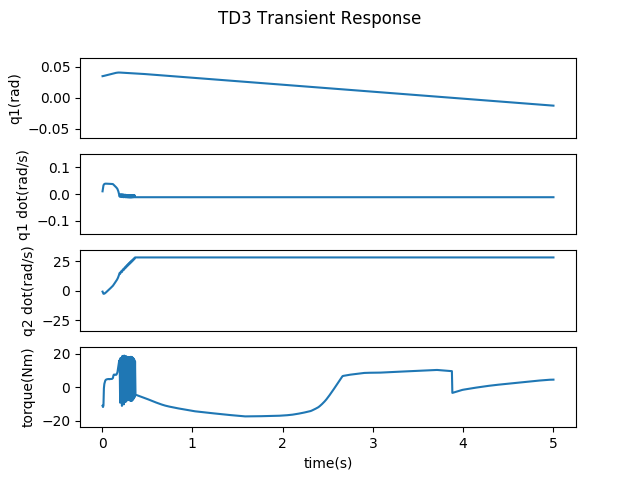 TD3 Transient Response
q1(rad)
0.05
0.00
−0.05
q1 dot(rad/s)
0.1
0.0
−0.1
q2 dot(rad/s)
25
0
−25
torque(Nm)
20
0
−20
0 1 2 3 4 5
time(s)